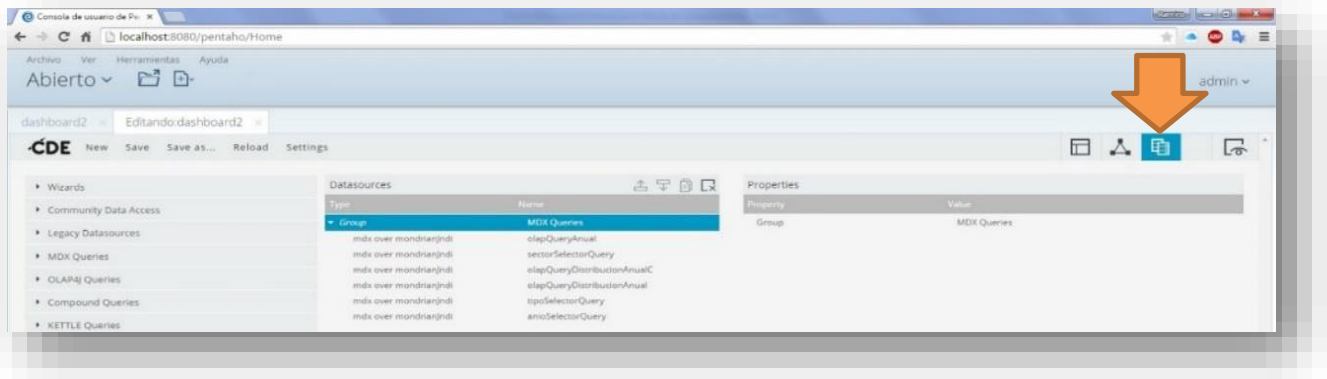 Consola de usuario de Pe
localhost:8080/pentaho/Home
Archivo Ver Herramientas Ayuda
Abierto
admin
dashboard2 Editando:dashboard2
CDE New Save Save as... Reload Settings
Wizards
Community Data Access
Legacy Datasources
MDX Queries
OLAP4J Queries
Compound Queries
KETTLE Queries
Datasources
Type Name
Group MDX Queries
mdx over mondrianJndi olapQueryAnual
mdx over mondrianJndi sectorSelectorQuery
mdx over mondrianJndi olapQueryDistribucionAnualC
mdx over mondrianJndi olapQueryDistribucionAnual
mdx over mondrianJndi tipoSelectorQuery
mdx over mondrianJndi anioSelectorQuery
Properties
Property Value
Group MDX Queries